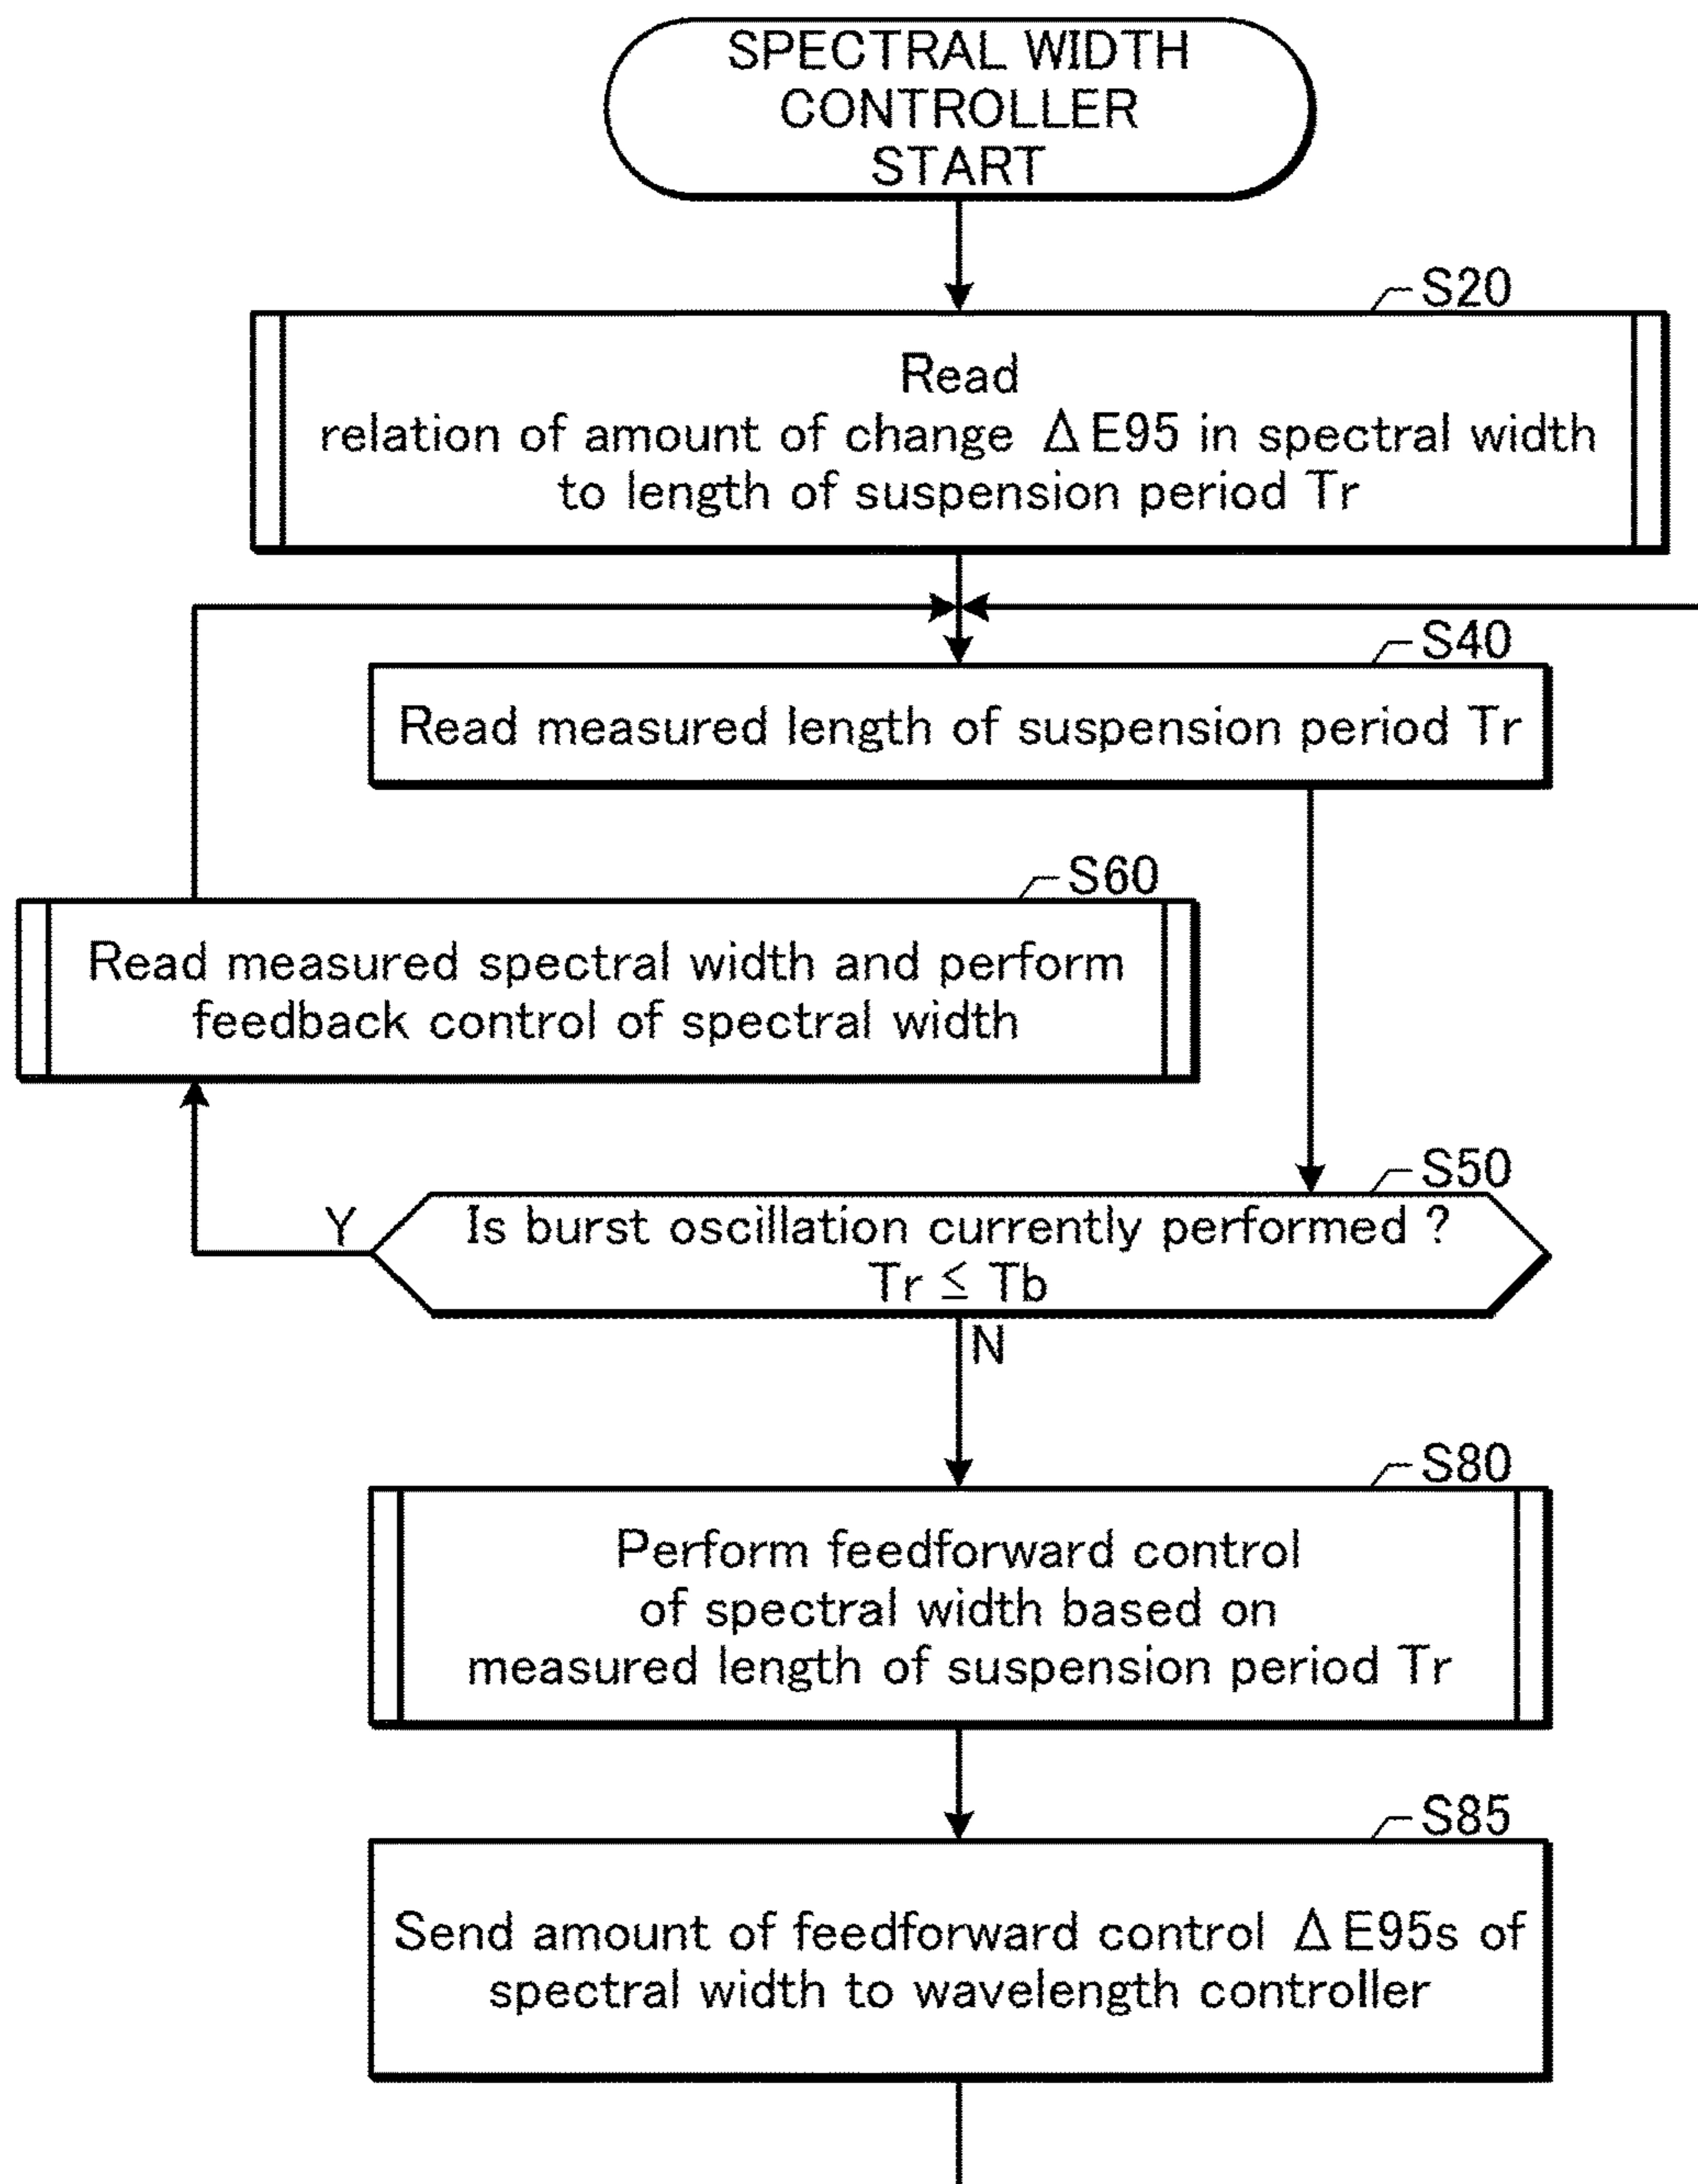 SPECTRAL WIDTH
CONTROLLER
START
S20
Read
relation of amount of change ΔE95 in spectral width
to length of suspension period Tr
S40
Read measured length of suspension period Tr
S60
Read measured spectral width and perform
feedback control of spectral width
S50
Y
Is burst oscillation currently performed ?
Tr ≤ Tb
N
S80
Perform feedforward control
of spectral width based on
measured length of suspension period Tr
S85
Send amount of feedforward control ΔE95s of
spectral width to wavelength controller